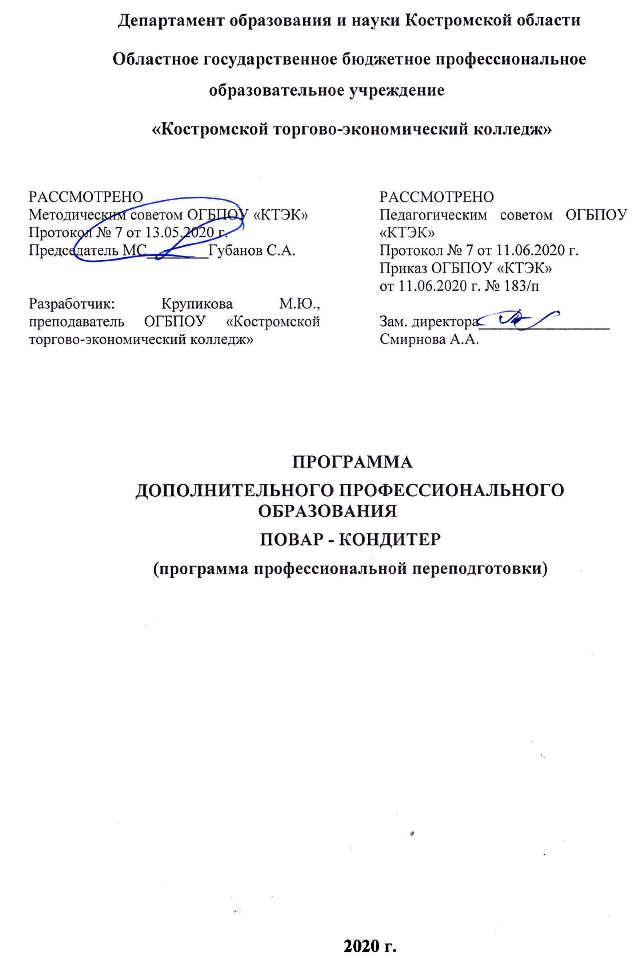 Департамент образования и науки Костромской области
Областное государственное бюджетное профессиональное
образовательное учреждение
«Костромской торгово-экономический колледж»
РАССМОТРЕНО
Методическим советом ОГБПОУ «КТЭК»
Протокол № 7 от 13.05.2020 г.
Председатель МС________Губанов С.А.
Разработчик: Крупикова М.Ю.,
преподаватель ОГБПОУ «Костромской
торгово-экономический колледж»
РАССМОТРЕНО
Педагогическим советом ОГБПОУ
«КТЭК»
Протокол № 7 от 11.06.2020 г.
Приказ ОГБПОУ «КТЭК»
от 11.06.2020 г. № 183/п
Зам. директора_________________
Смирнова А.А.
ПРОГРАММА
ДОПОЛНИТЕЛЬНОГО ПРОФЕССИОНАЛЬНОГО
ОБРАЗОВАНИЯ
ПОВАР - КОНДИТЕР
(программа профессиональной переподготовки)
2020 г.